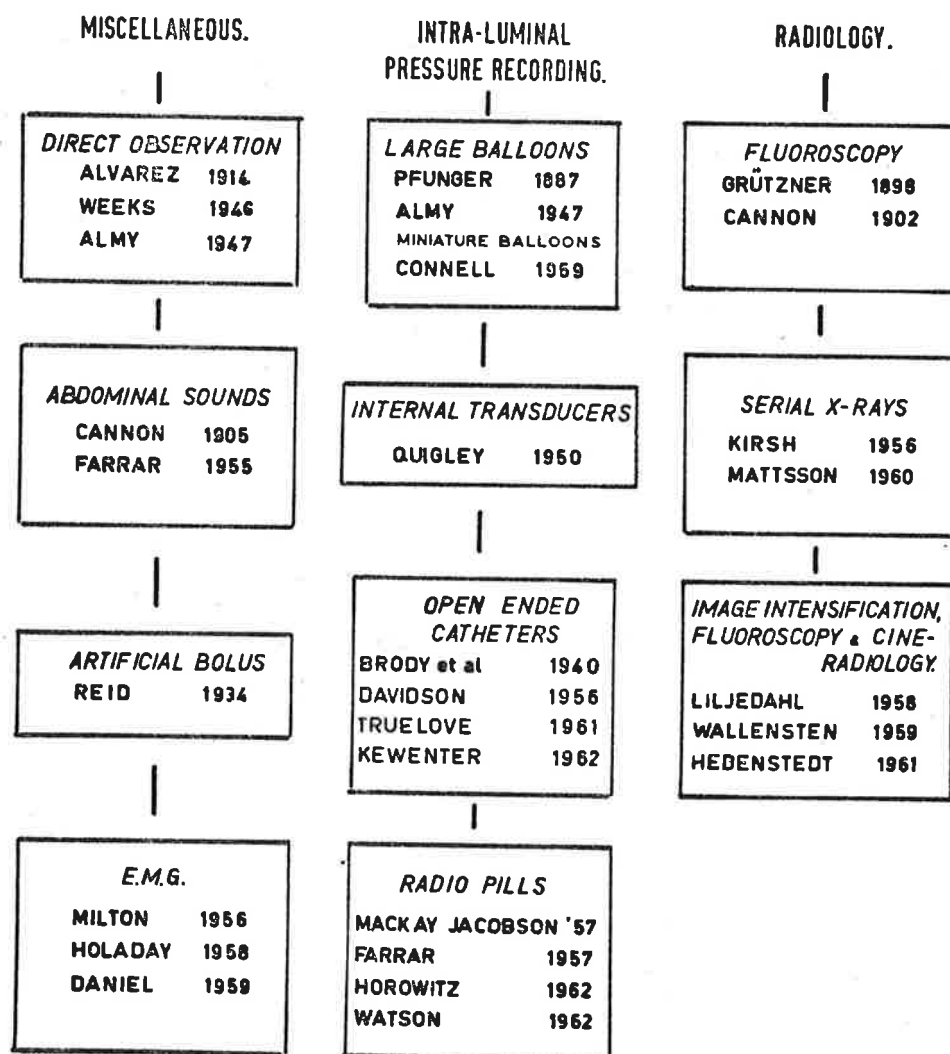 MISCELLANEOUS.
DIRECT OBSERVATION
ALVAREZ 1914
WEEKS 1946
ALMY 1947
ABDOMINAL SOUNDS
CANNON 1905
FARRAR 1955
ARTIFICIAL BOLUS
REID 1934
E.M.G.
MILTON 1956
HOLADAY 1958
DANIEL 1959
INTRA-LUMINAL
PRESSURE RECORDING.
LARGE BALLOONS
PFUNGER 1887
ALMY 1947
MINIATURE BALLOONS
CONNELL 1959
INTERNAL TRANSDUCERS
QUIGLEY 1950
OPEN ENDED
CATHETERS
BRODY et al 1940
DAVIDSON 1956
TRUELOVE 1961
KEWENTER 1962
RADIO PILLS
MACKAY JACOBSON '57
FARRAR 1957
HOROWITZ 1962
WATSON 1962
RADIOLOGY.
FLUOROSCOPY
GRÜTZNER 1898
CANNON 1902
SERIAL X-RAYS
KIRSH 1956
MATTSSON 1960
IMAGE INTENSIFICATION,
FLUOROSCOPY & CINE-
RADIOLOGY.
LILJEDAHL 1958
WALLENSTEN 1959
HEDENSTEDT 1961